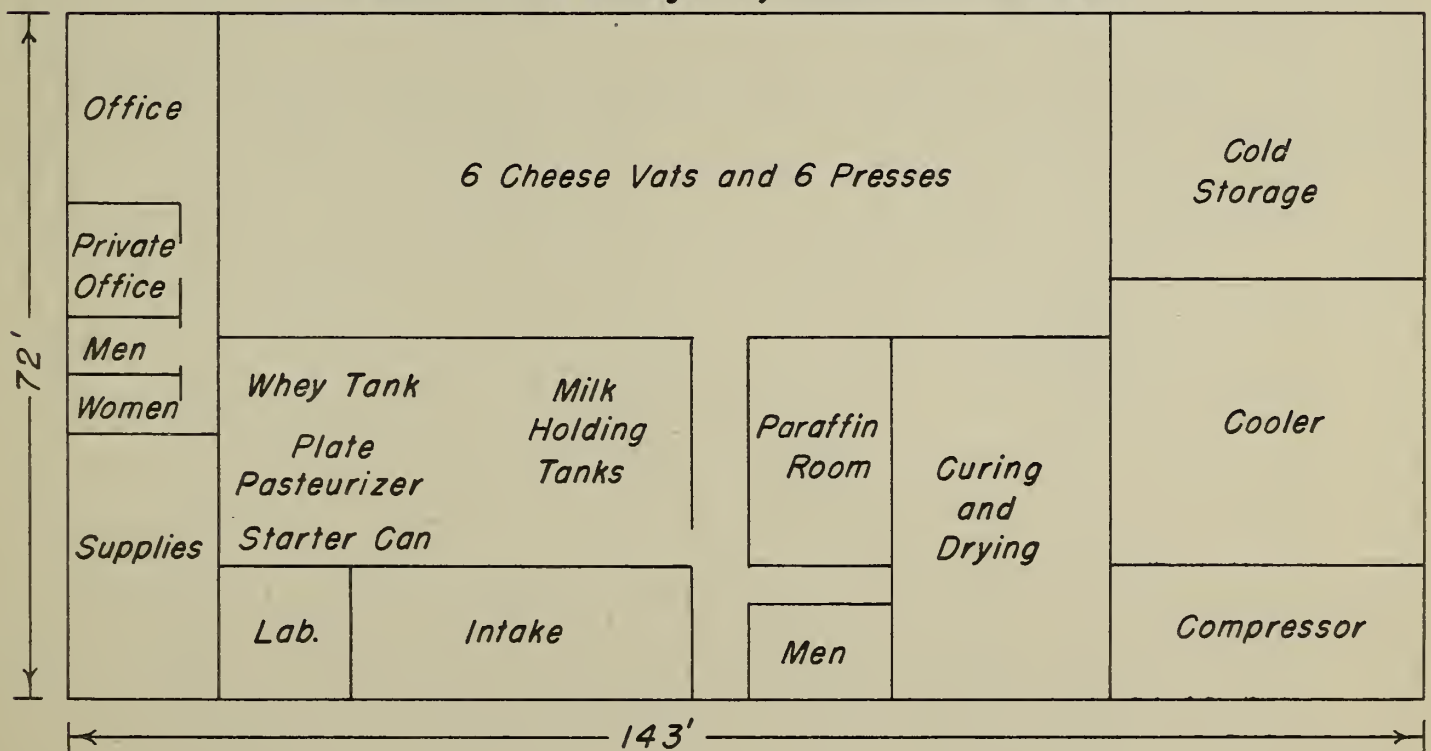 Office
6 Cheese Vats and 6 Presses
Cold
Storage
Private
Office
Men
Women
72'
Whey Tank
Milk
Holding
Tanks
Plate
Pasteurizer
Starter Can
Paraffin
Room
Curing
and
Drying
Cooler
Supplies
Lab.
Intake
Men
Compressor
143'